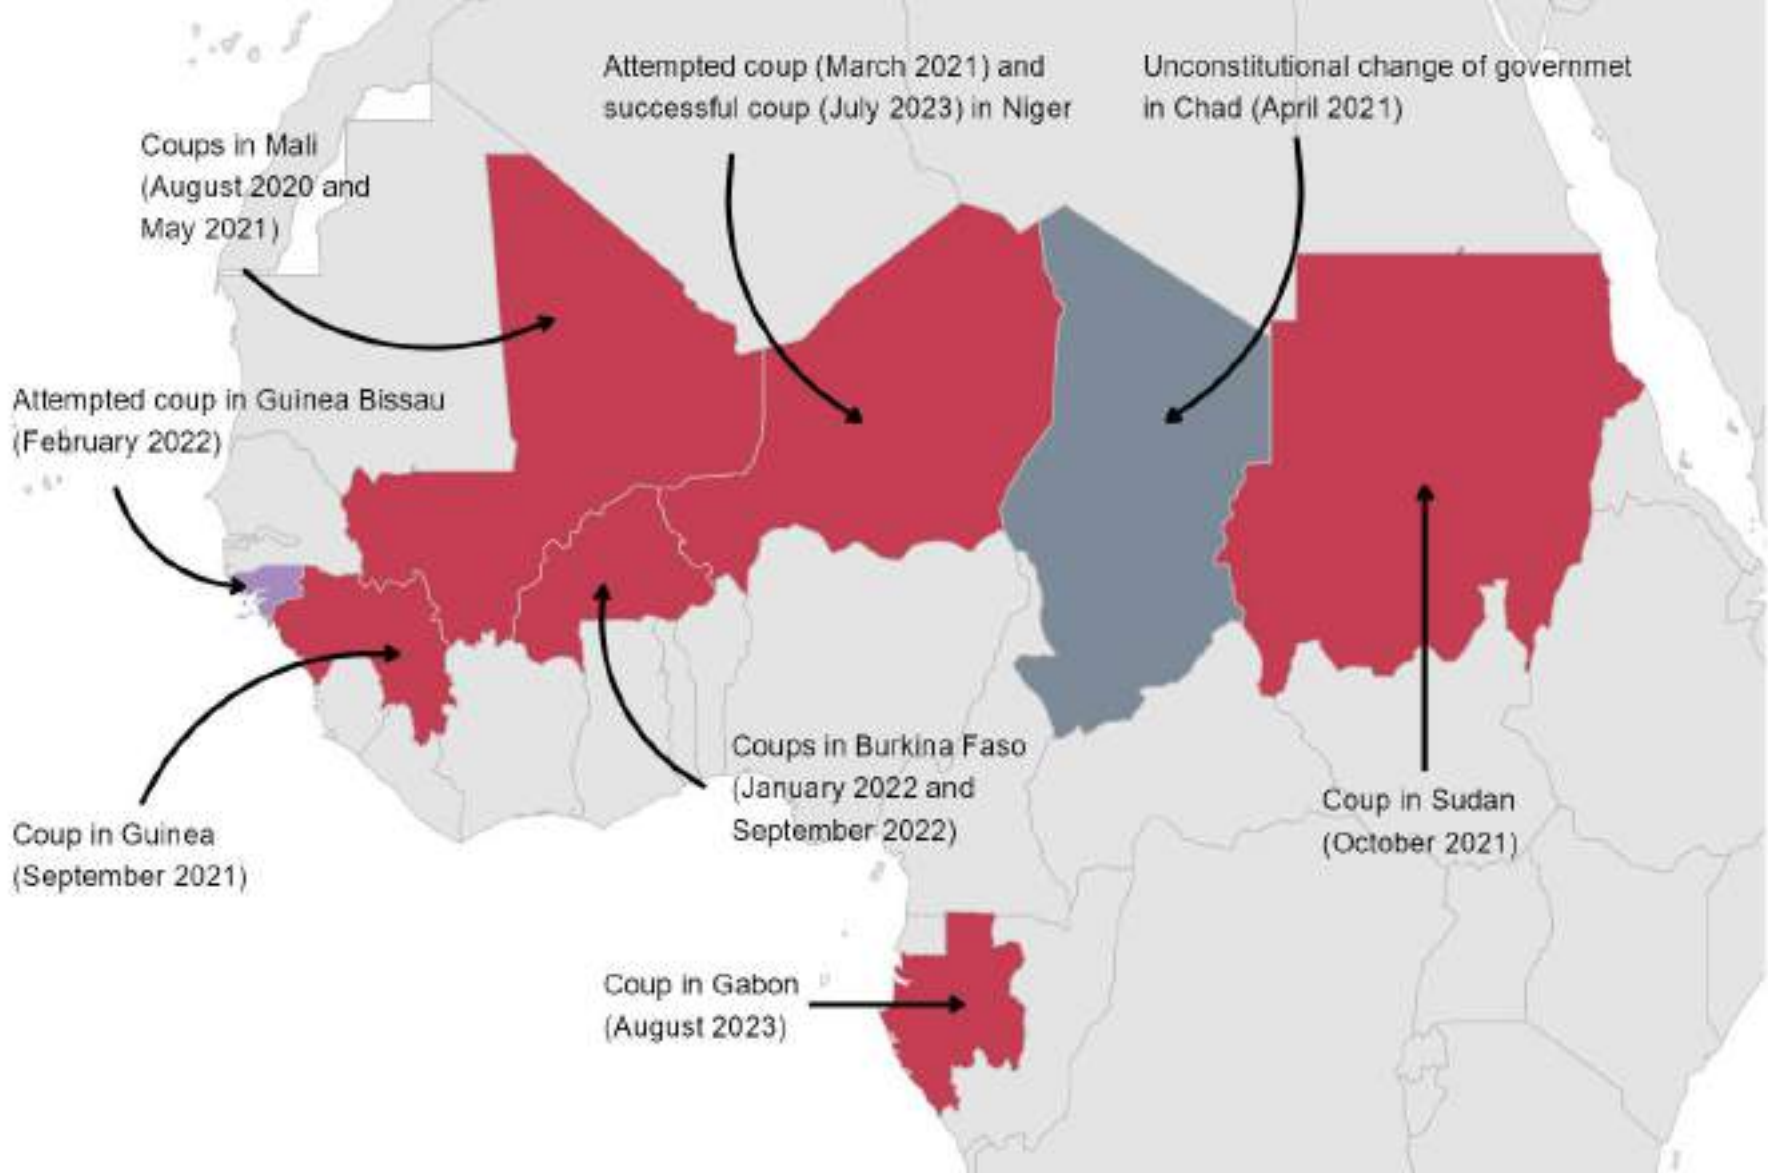 Attempted coup (March 2021) and
successful coup (July 2023) in Niger
Unconstitutional change of governmet
in Chad (April 2021)
Coups in Mali
(August 2020 and
May 2021)
Attempted coup in Guinea Bissau
(February 2022)
Coups in Burkina Faso
(January 2022 and
September 2022)
Coup in Sudan
(October 2021)
Coup in Guinea
(September 2021)
Coup in Gabon
(August 2023)